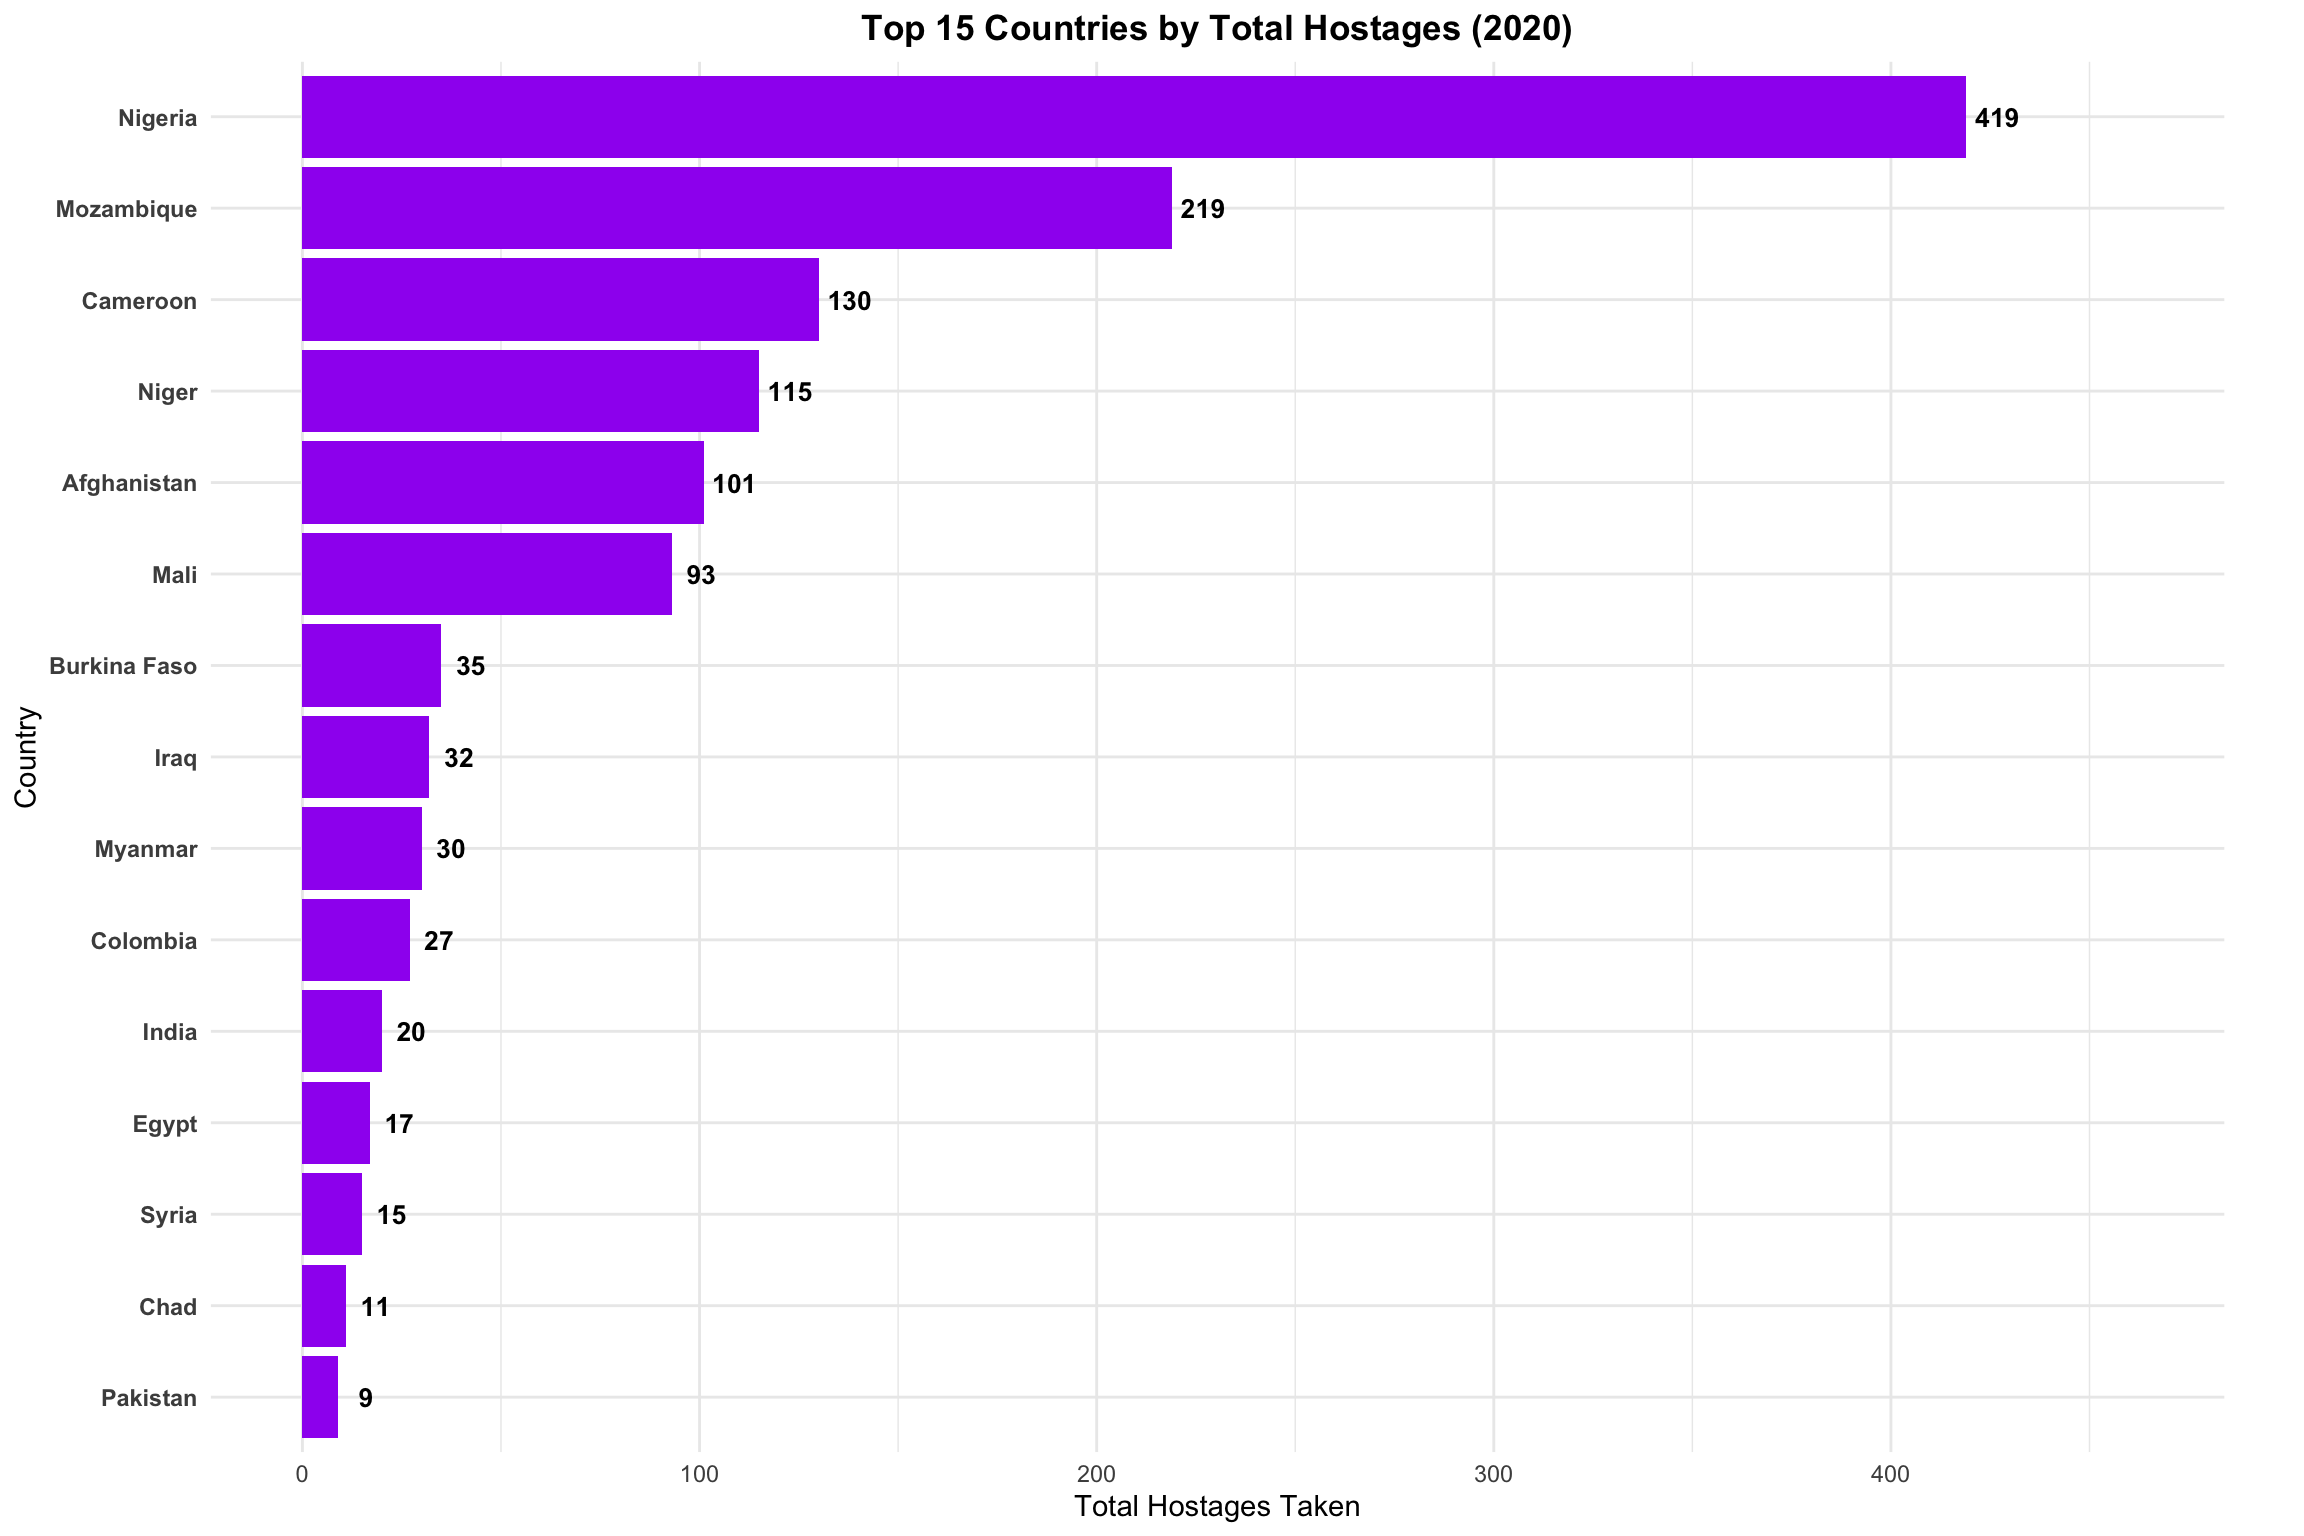 Top 15 Countries by Total Hostages (2020)
Nigeria 419
Mozambique 219
Cameroon 130
Niger 115
Afghanistan 101
Mali 93
Burkina Faso 35
Iraq 32
Myanmar 30
Colombia 27
India 20
Egypt 17
Syria 15
Chad 11
Pakistan 9
Country
0 100 200 300 400
Total Hostages Taken